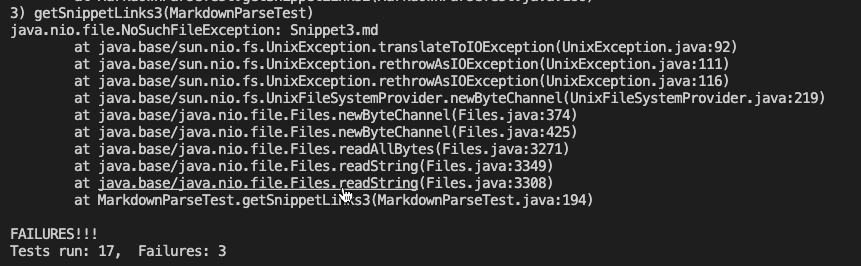 3) getSnippetLinks3(MarkdownParseTest)
java.nio.file.NoSuchFileException: Snippet3.md
        at java.base/sun.nio.fs.UnixException.translateToIOException(UnixException.java:92)
        at java.base/sun.nio.fs.UnixException.rethrowAsIOException(UnixException.java:111)
        at java.base/sun.nio.fs.UnixException.rethrowAsIOException(UnixException.java:116)
        at java.base/sun.nio.fs.UnixFileSystemProvider.newByteChannel(UnixFileSystemProvider.java:219)
        at java.base/java.nio.file.Files.newByteChannel(Files.java:374)
        at java.base/java.nio.file.Files.newByteChannel(Files.java:425)
        at java.base/java.nio.file.Files.readAllBytes(Files.java:3271)
        at java.base/java.nio.file.Files.readString(Files.java:3349)
        at java.base/java.nio.file.Files.readString(Files.java:3308)
        at MarkdownParseTest.getSnippetLinks3(MarkdownParseTest.java:194)

FAILURES!!!
Tests run: 17,  Failures: 3